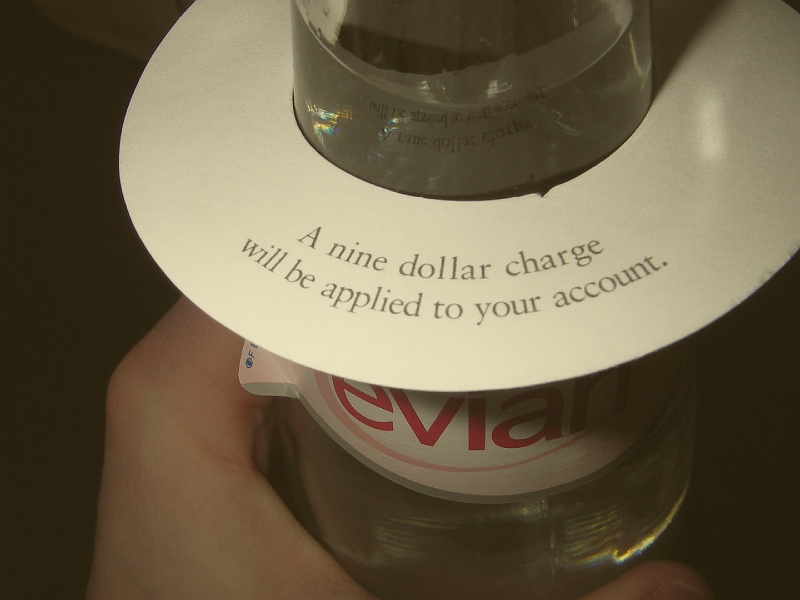 A nine dollar charge
will be applied to your account.
evian